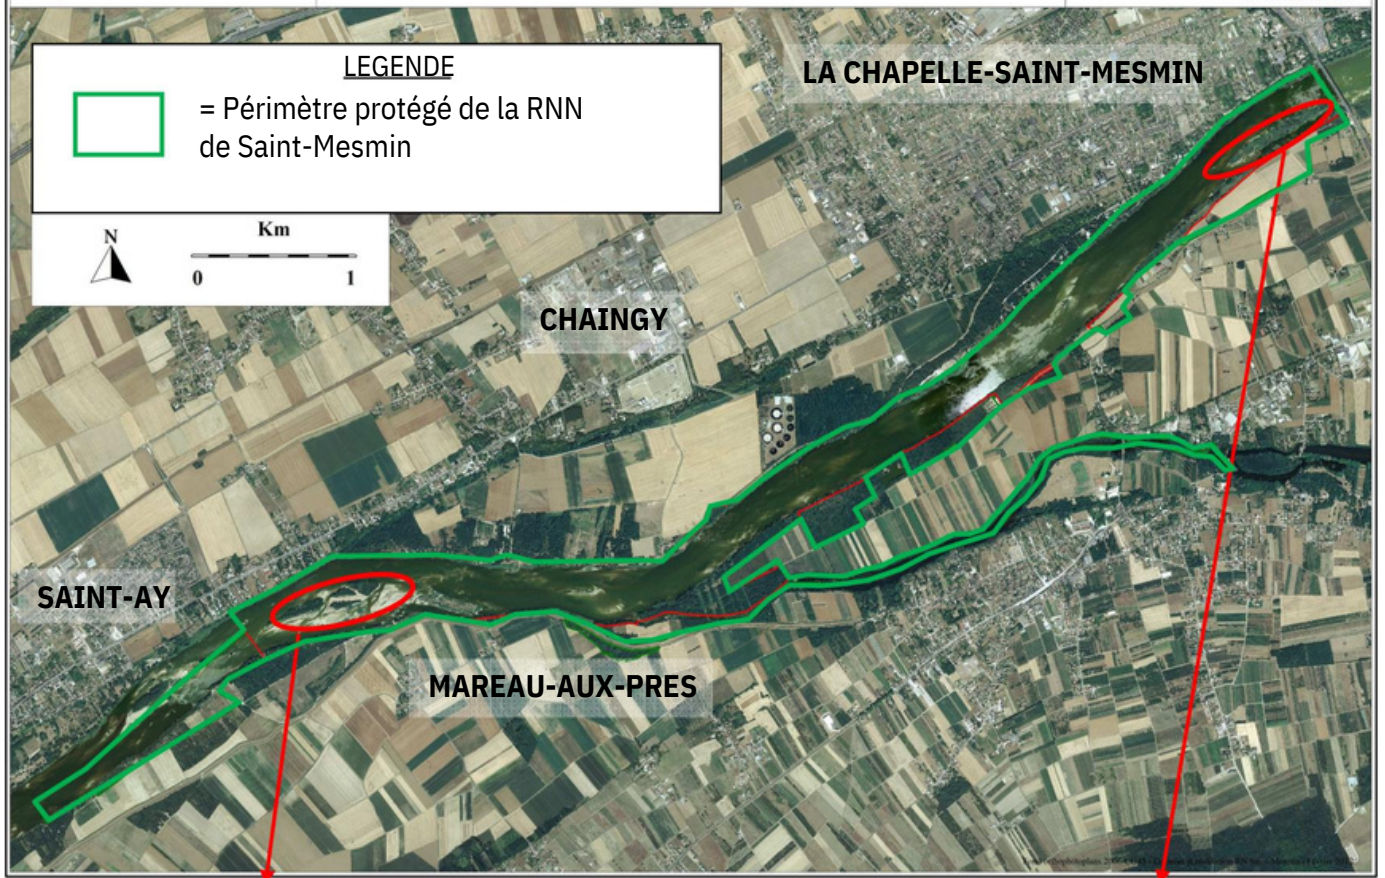 LEGENDE
= Périmètre protégé de la RNN
de Saint-Mesmin
N
Km
0 1
LA CHAPELLE-SAINT-MESMIN
CHAINGY
SAINT-AY
MAREAU-AUX-PRES